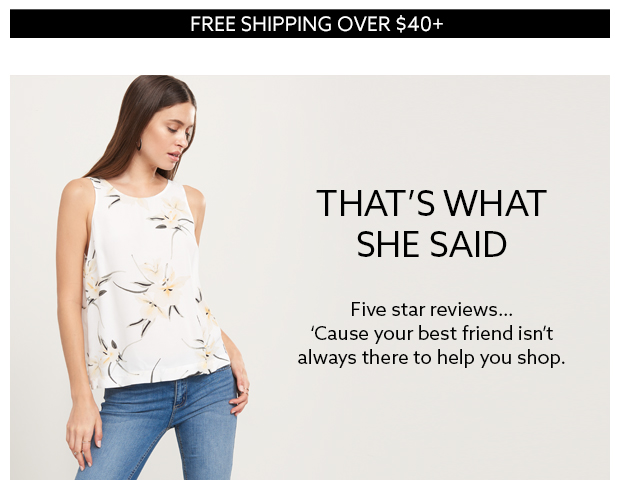 FREE SHIPPING OVER $40+
THAT’S WHAT
SHE SAID
Five star reviews...
‘Cause your best friend isn’t
always there to help you shop.